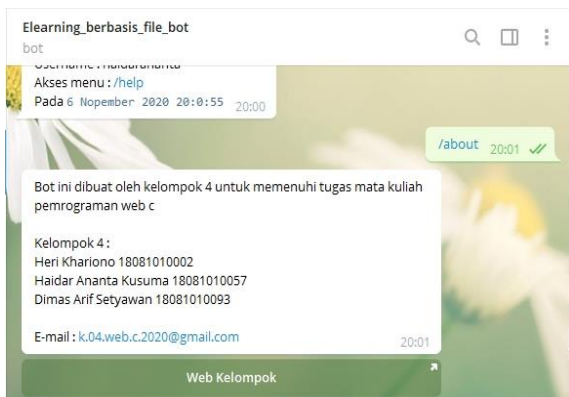 Elearning_berbasis_file_bot
bot
Username : haidarananta
Akses menu : /help
Pada 6 Nopember 2020 20:0:55 20:00
/about 20:01
Bot ini dibuat oleh kelompok 4 untuk memenuhi tugas mata kuliah
pemrograman web c
Kelompok 4 :
Heri Khariono 18081010002
Haidar Ananta Kusuma 18081010057
Dimas Arif Setyawan 18081010093
E-mail : k.04.web.c.2020@gmail.com 20:01
Web Kelompok